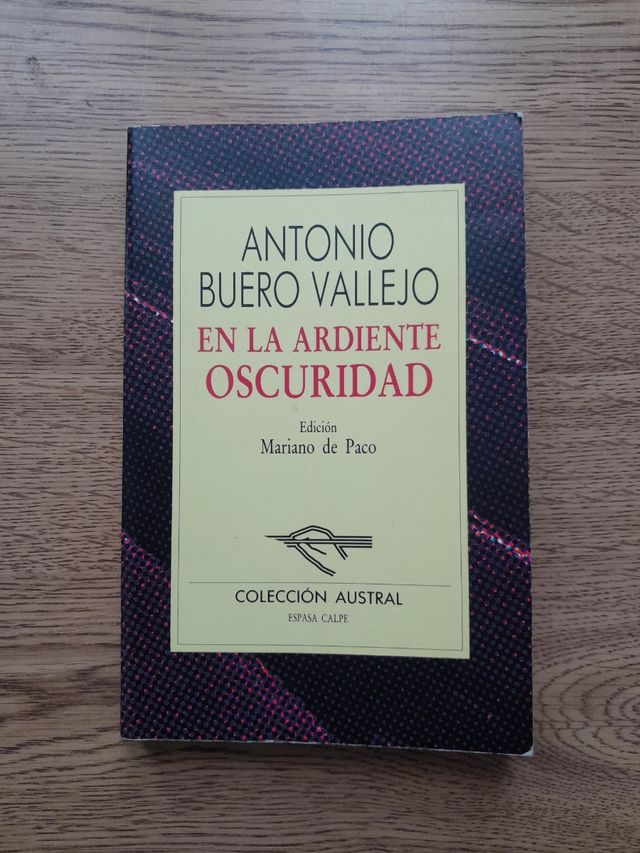 ANTONIO
BUERO VALLEJO
EN LA ARDIENTE
OSCURIDAD
Edición
Mariano de Paco
COLECCIÓN AUSTRAL
ESPASA CALPE